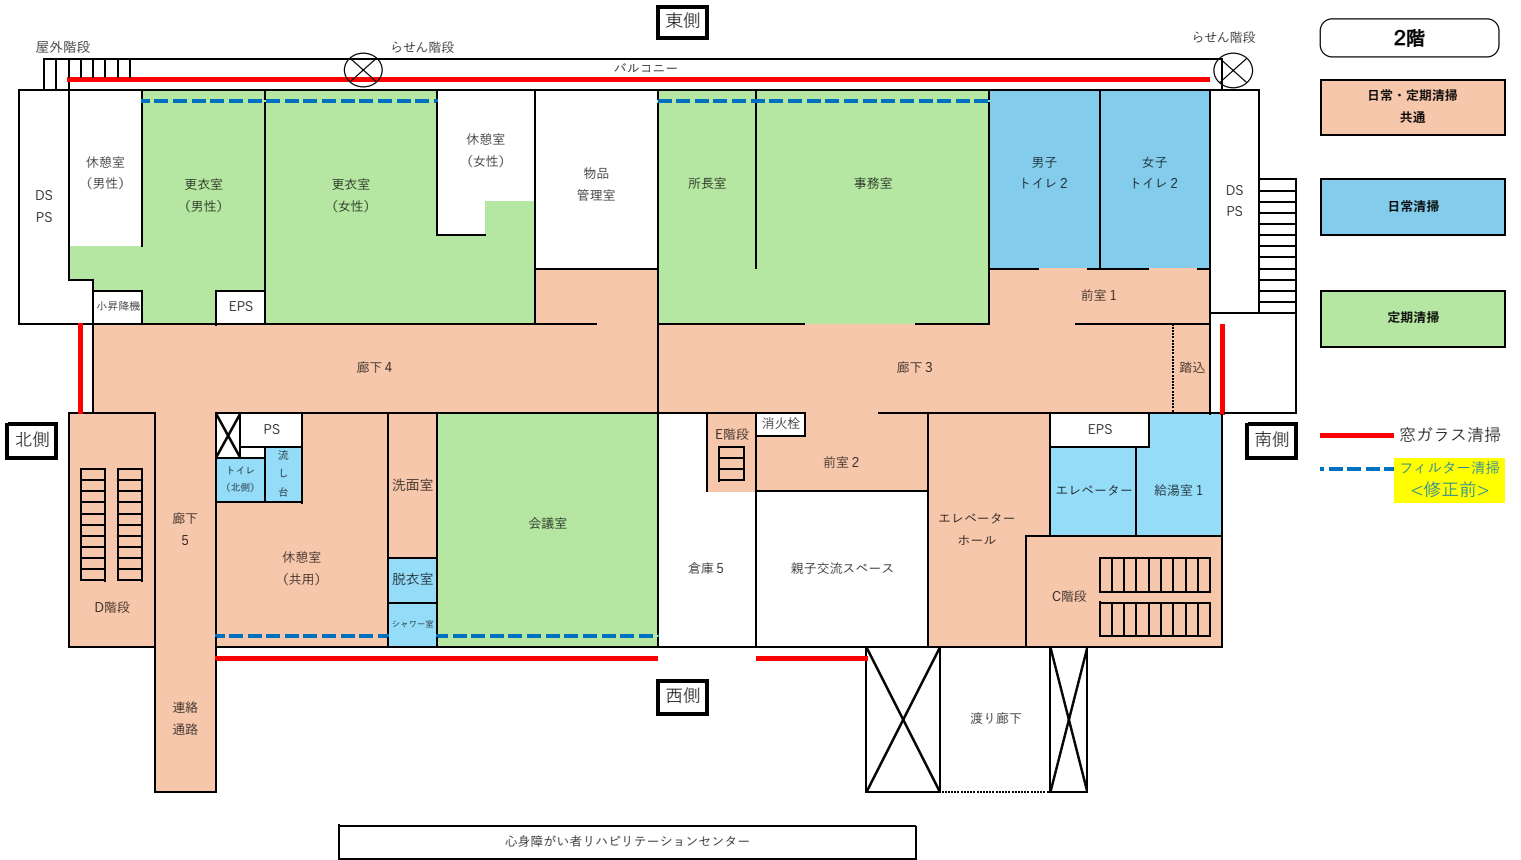 東側
2階
屋外階段
らせん階段
らせん階段
バルコニー
日常・定期清掃
共通
休憩室
（男性）
更衣室
（男性）
更衣室
（女性）
休憩室
（女性）
物品
管理室
所長室
事務室
男子
トイレ2
女子
トイレ2
DS
PS
DS
PS
日常清掃
小昇降機
EPS
前室1
定期清掃
廊下4
廊下3
踏込
北側
南側
窓ガラス清掃
フィルター清掃
<修正前>
PS
流
し
台
トイレ
（北側）
洗面室
E階段
消火栓
前室2
EPS
エレベーター
給湯室1
廊下
5
会議室
エレベーター
ホール
休憩室
（共用）
脱衣室
倉庫5
親子交流スペース
C階段
D階段
シャワー室
西側
連絡
通路
渡り廊下
心身障がい者リハビリテーションセンター